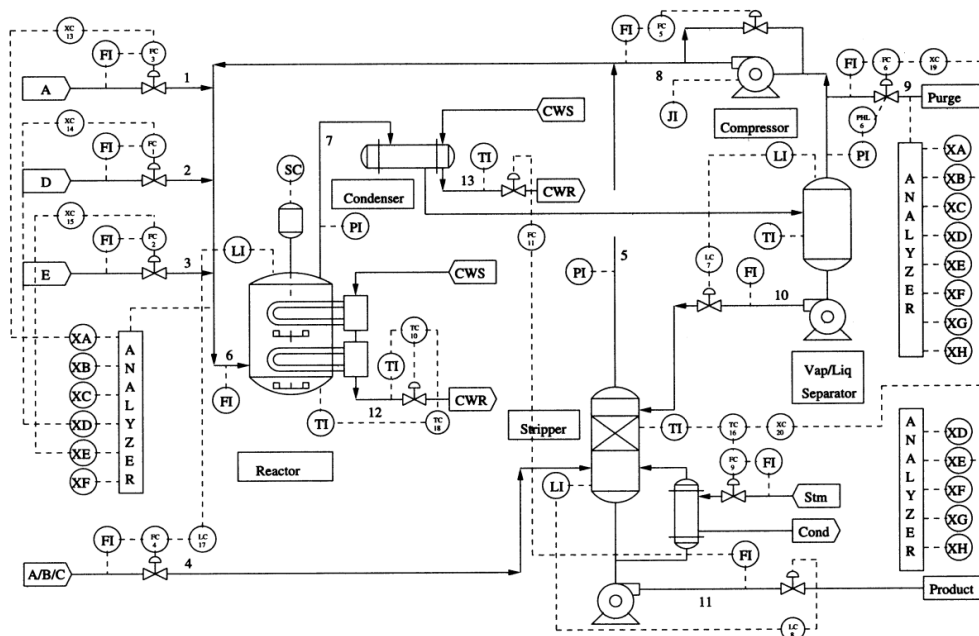 XC 13
FI
FC 3
A
1
XC 14
FI
FC
D
2
XC 15
FI
FC 2
E
3
LI
XA
XB
XC
XD
XE
XF
ANALYZER
6
FI
FI
FC 4
LC 17
A/B/C
4
SC
7
PI
Condenser
CWS
TI
13
CWR
CWS
TI
TC 10
12
CWR
TI
TC 18
Reactor
FC 11
FI
FC 5
8
JI
Compressor
5
PI
LI
LC 7
FI
10
TI
PI
PHL 6
Vap/Liq
Separator
FI
FC 6
XC 19
9
Purge
ANALYZER
XA
XB
XC
XD
XE
XF
XG
XH
Stripper
TI
TC 16
XC 20
FC 9
FI
Stm
Cond
LI
FI
11
LC 8
Product
ANALYZER
XD
XE
XF
XG
XH